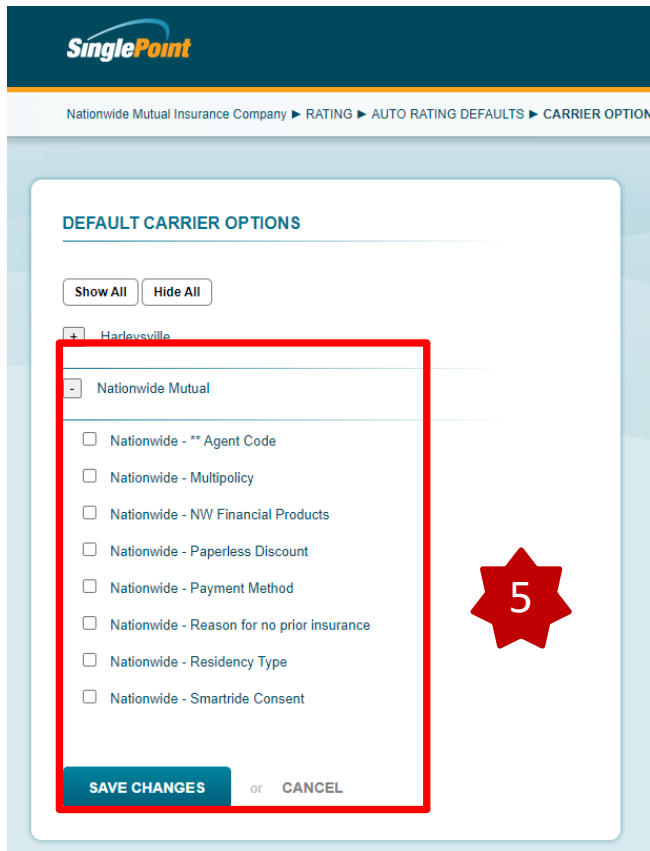 SinglePoint
Nationwide Mutual Insurance Company ► RATING ► AUTO RATING DEFAULTS ► CARRIER OPTION
DEFAULT CARRIER OPTIONS
Show All Hide All
+ Harleysville
- Nationwide Mutual
Nationwide - ** Agent Code
Nationwide - Multipolicy
Nationwide - NW Financial Products
Nationwide - Paperless Discount
Nationwide - Payment Method
5
Nationwide - Reason for no prior insurance
Nationwide - Residency Type
Nationwide - Smartride Consent
SAVE CHANGES or CANCEL